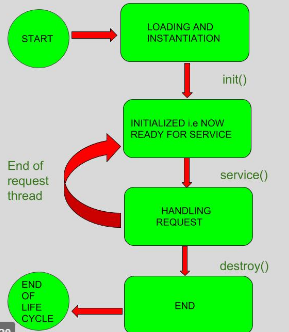 START
LOADING AND
INSTANTIATION
init()
INITIALIZED i.e NOW
READY FOR SERVICE
End of
request
thread
service()
HANDLING
REQUEST
destroy()
END
OF
LIFE
CYCLE
END